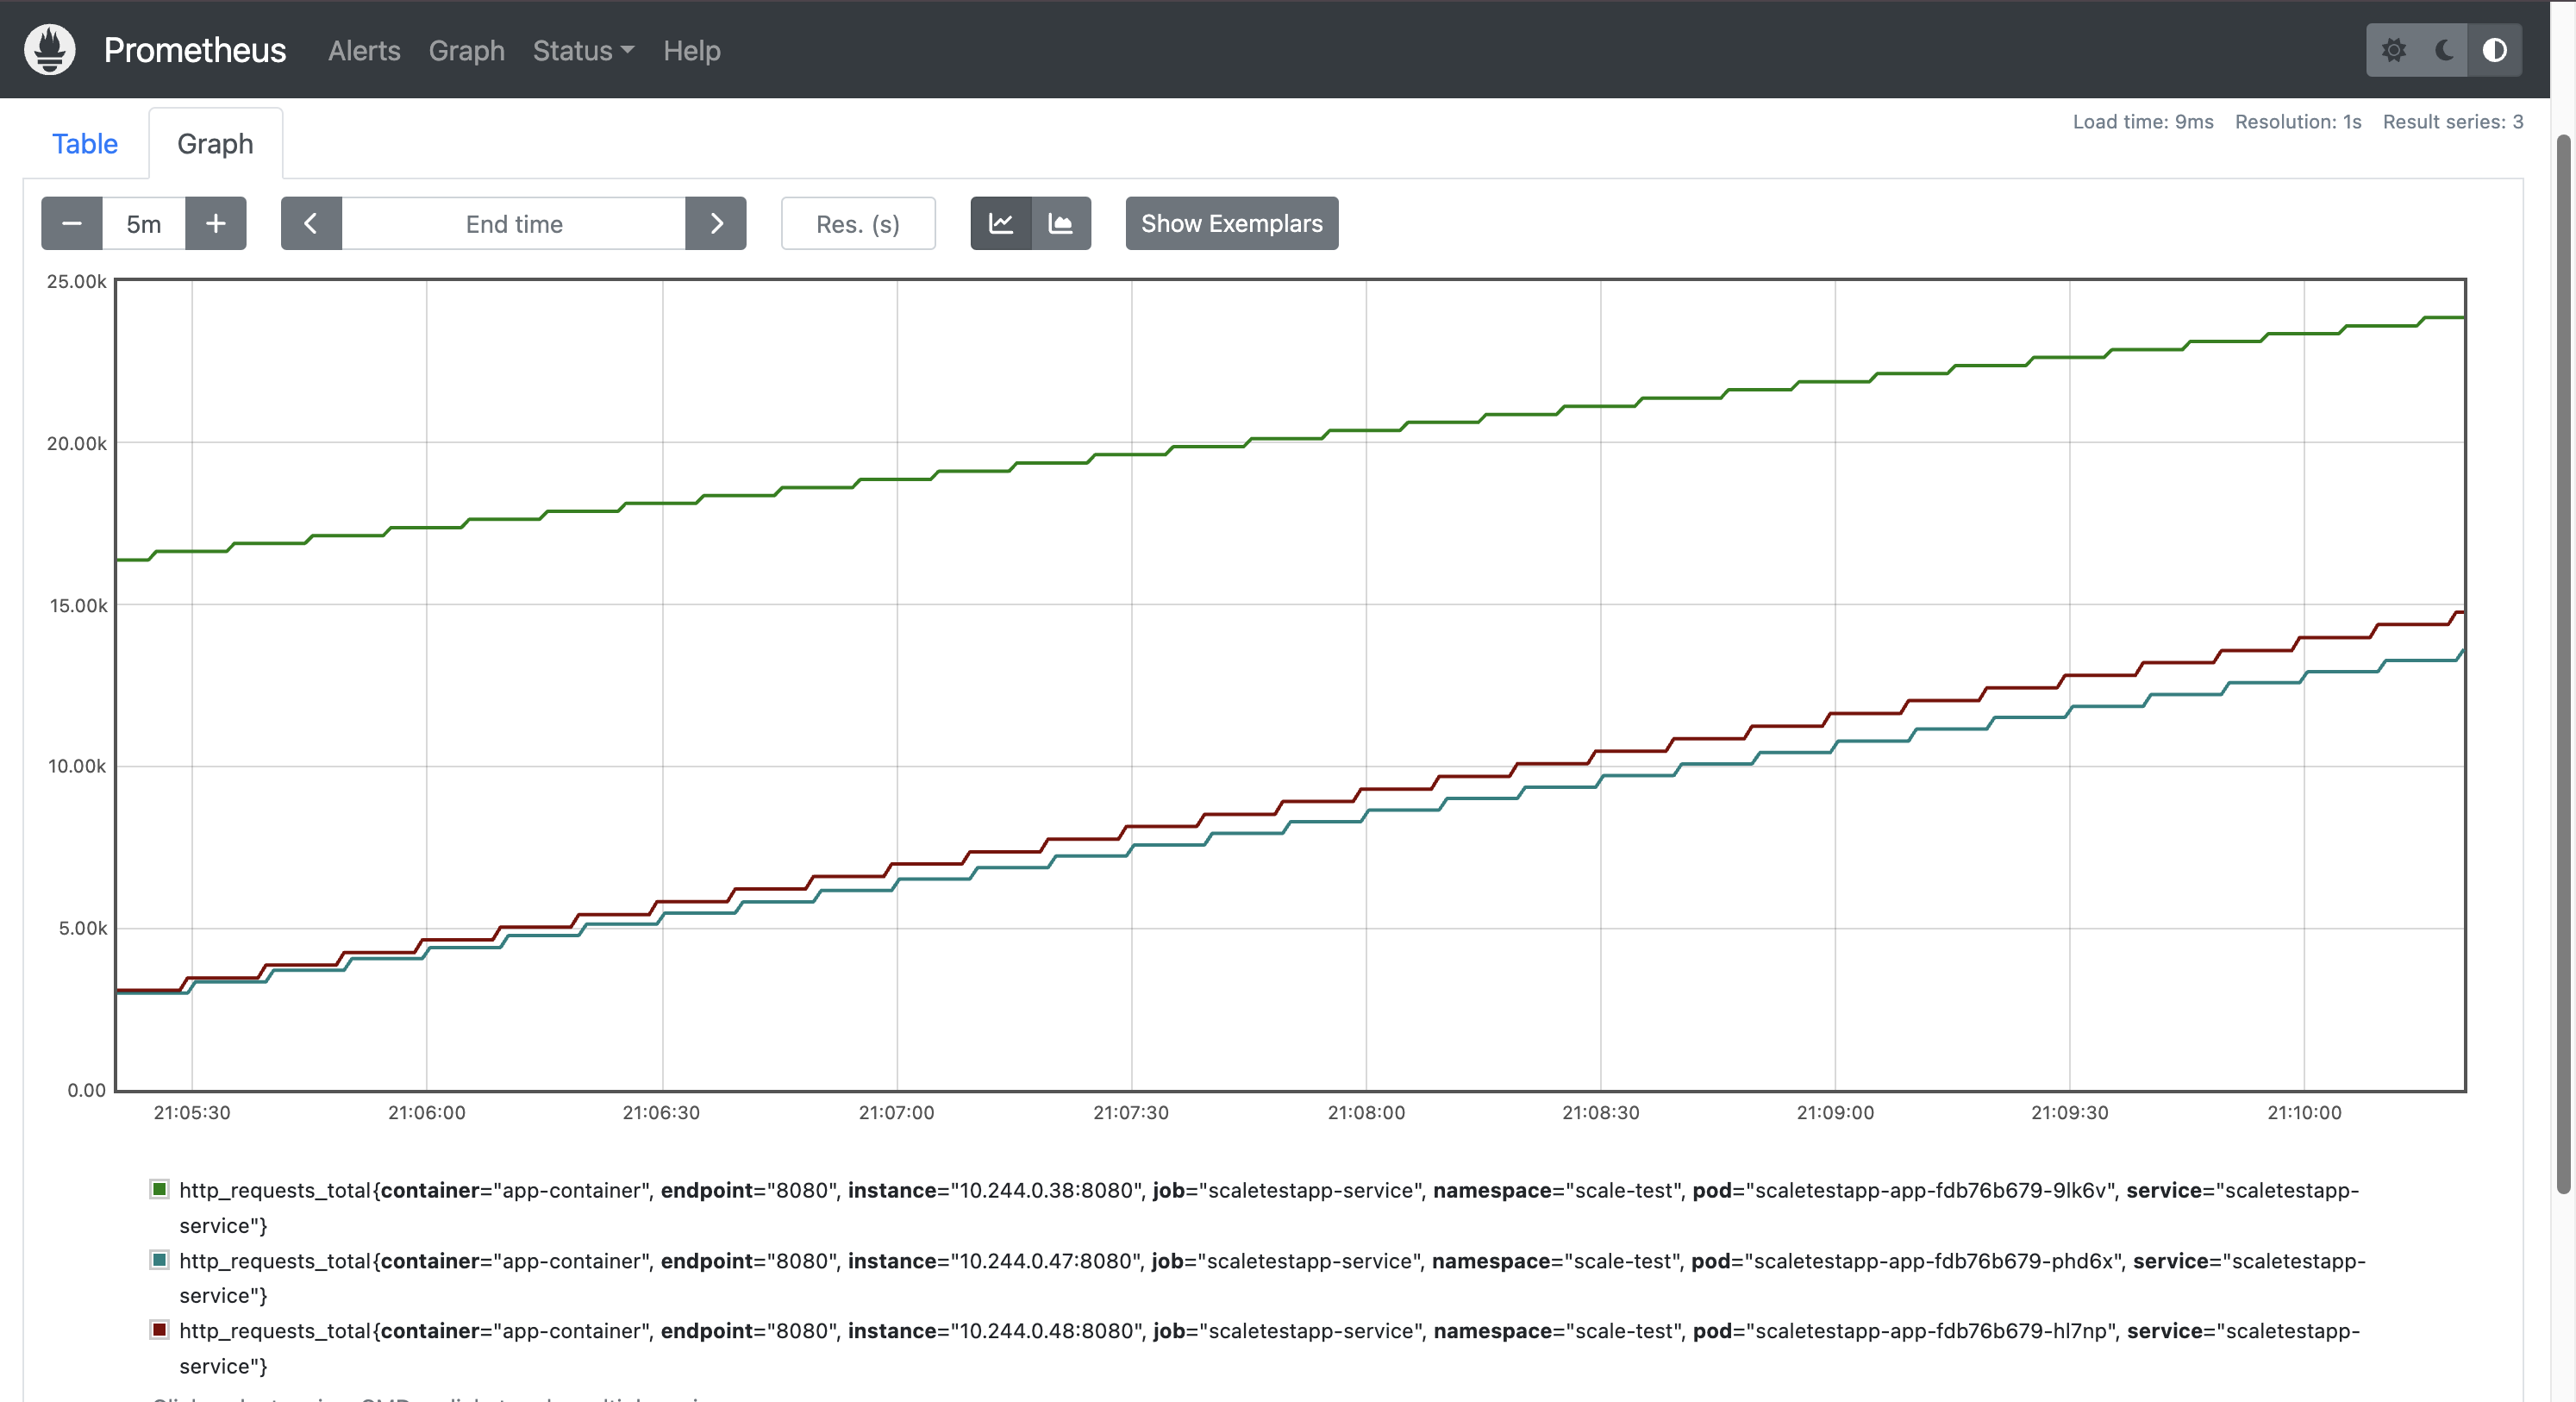 Prometheus Alerts Graph Status Help
Table Graph
Load time: 9ms Resolution: 1s Result series: 3
5m End time Res. (s) Show Exemplars
25.00k
20.00k
15.00k
10.00k
5.00k
0.00
21:05:30 21:06:00 21:06:30 21:07:00 21:07:30 21:08:00 21:08:30 21:09:00 21:09:30 21:10:00
http_requests_total{container="app-container", endpoint="8080", instance="10.244.0.38:8080", job="scaletestapp-service", namespace="scale-test", pod="scaletestapp-app-fdb76b679-9lk6v", service="scaletestapp-
service"}
http_requests_total{container="app-container", endpoint="8080", instance="10.244.0.47:8080", job="scaletestapp-service", namespace="scale-test", pod="scaletestapp-app-fdb76b679-phd6x", service="scaletestapp-
service"}
http_requests_total{container="app-container", endpoint="8080", instance="10.244.0.48:8080", job="scaletestapp-service", namespace="scale-test", pod="scaletestapp-app-fdb76b679-hl7np", service="scaletestapp-
service"}